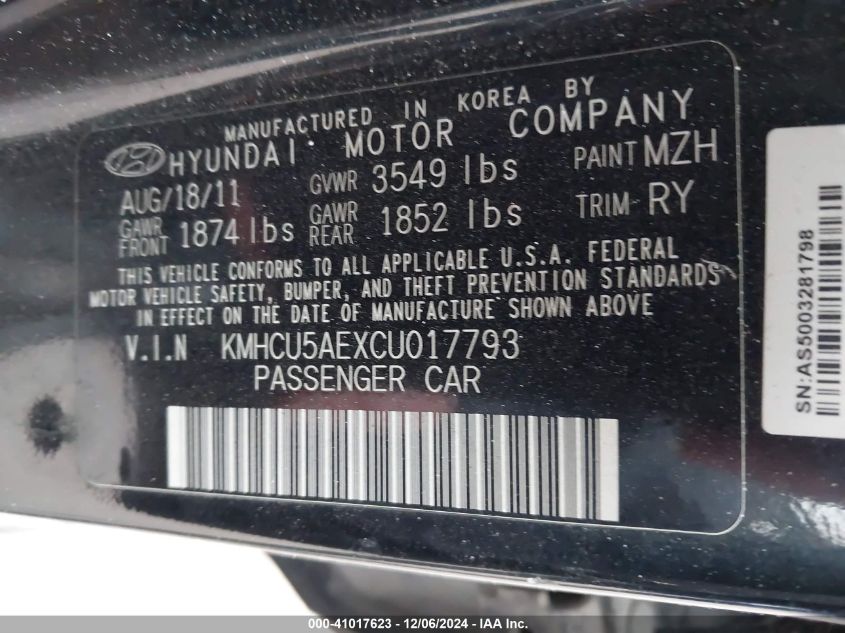 MANUFACTURED IN KOREA BY
HYUNDAI MOTOR COMPANY
AUG/18/11 GVWR 3549 lbs PAINT MZH
GAWR FRONT 1874 lbs GAWR REAR 1852 lbs TRIM RY
THIS VEHICLE CONFORMS TO ALL APPLICABLE U.S.A. FEDERAL
MOTOR VEHICLE SAFETY, BUMPER, AND THEFT PREVENTION STANDARDS
IN EFFECT ON THE DATE OF MANUFACTURE SHOWN ABOVE
V.I.N KMHCU5AEXCU017793
PASSENGER CAR
SN:AS5003281798
000-41017623 - 12/06/2024 - IAA Inc.